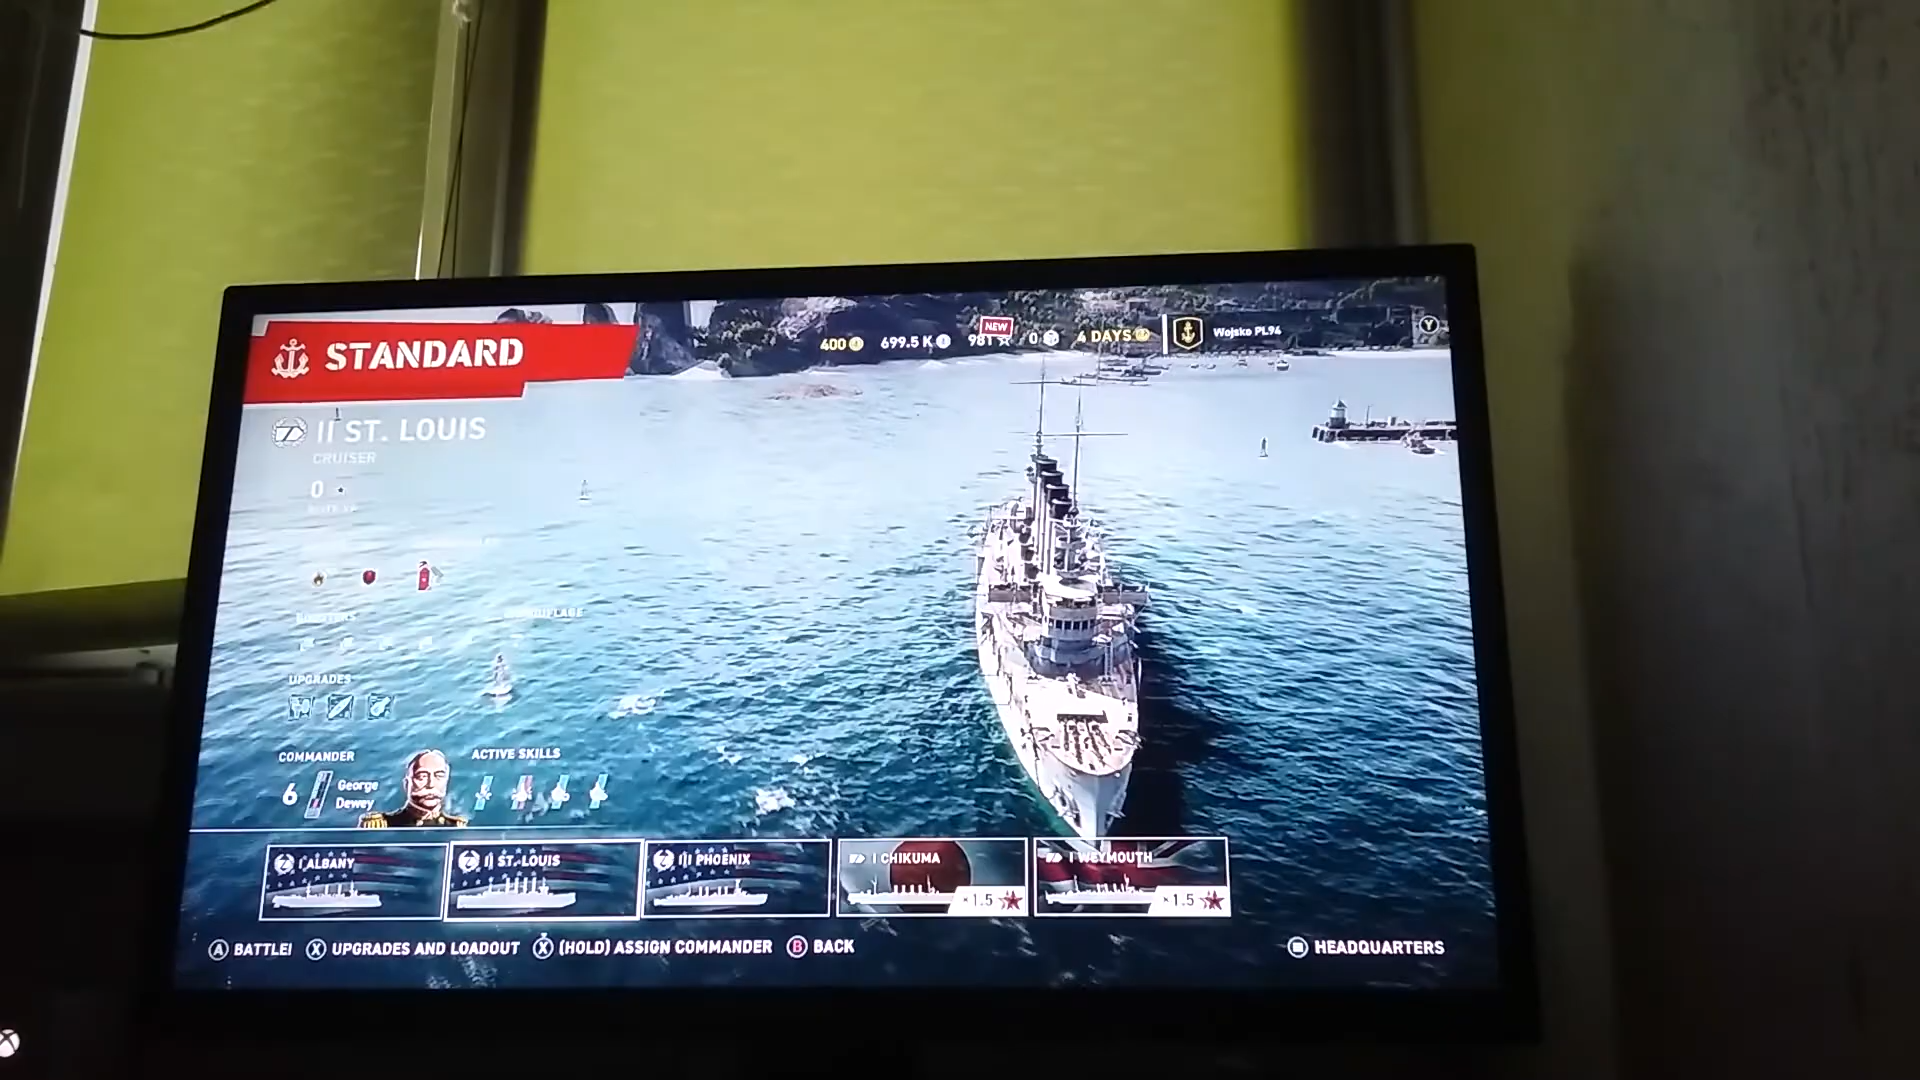 STANDARD
400 699.5 K 981 NEW 0 4 DAYS Wojsko PL94 Y
II ST. LOUIS
CRUISER
0
UPGRADES
COMMANDER
6 George Dewey
ACTIVE SKILLS
I ALBANY
II ST. LOUIS
III PHOENIX
I CHIKUMA
×1.5
I WEYMOUTH
×1.5
A BATTLE! X UPGRADES AND LOADOUT X (HOLD) ASSIGN COMMANDER B BACK
HEADQUARTERS